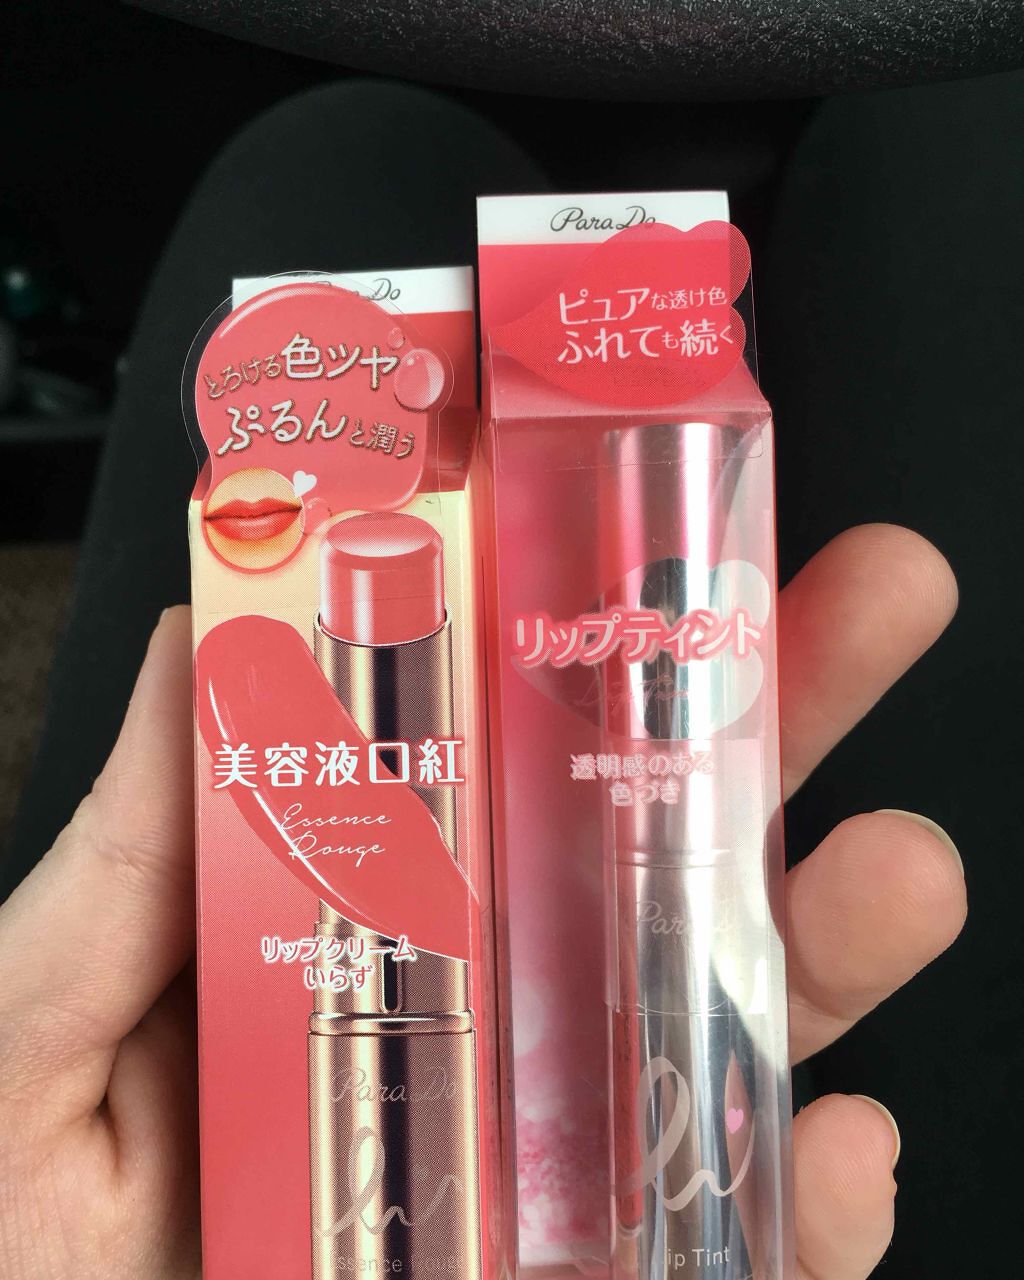 Para Do
とろける色ツヤ
ぷるんと潤う
美容液口紅
Essence
Rouge
リップクリーム
いらず
Para Do
Para Do
ピュアな透け色
ふれても続く
リップティント
透明感のある
色づき
Para Do
Lip Tint